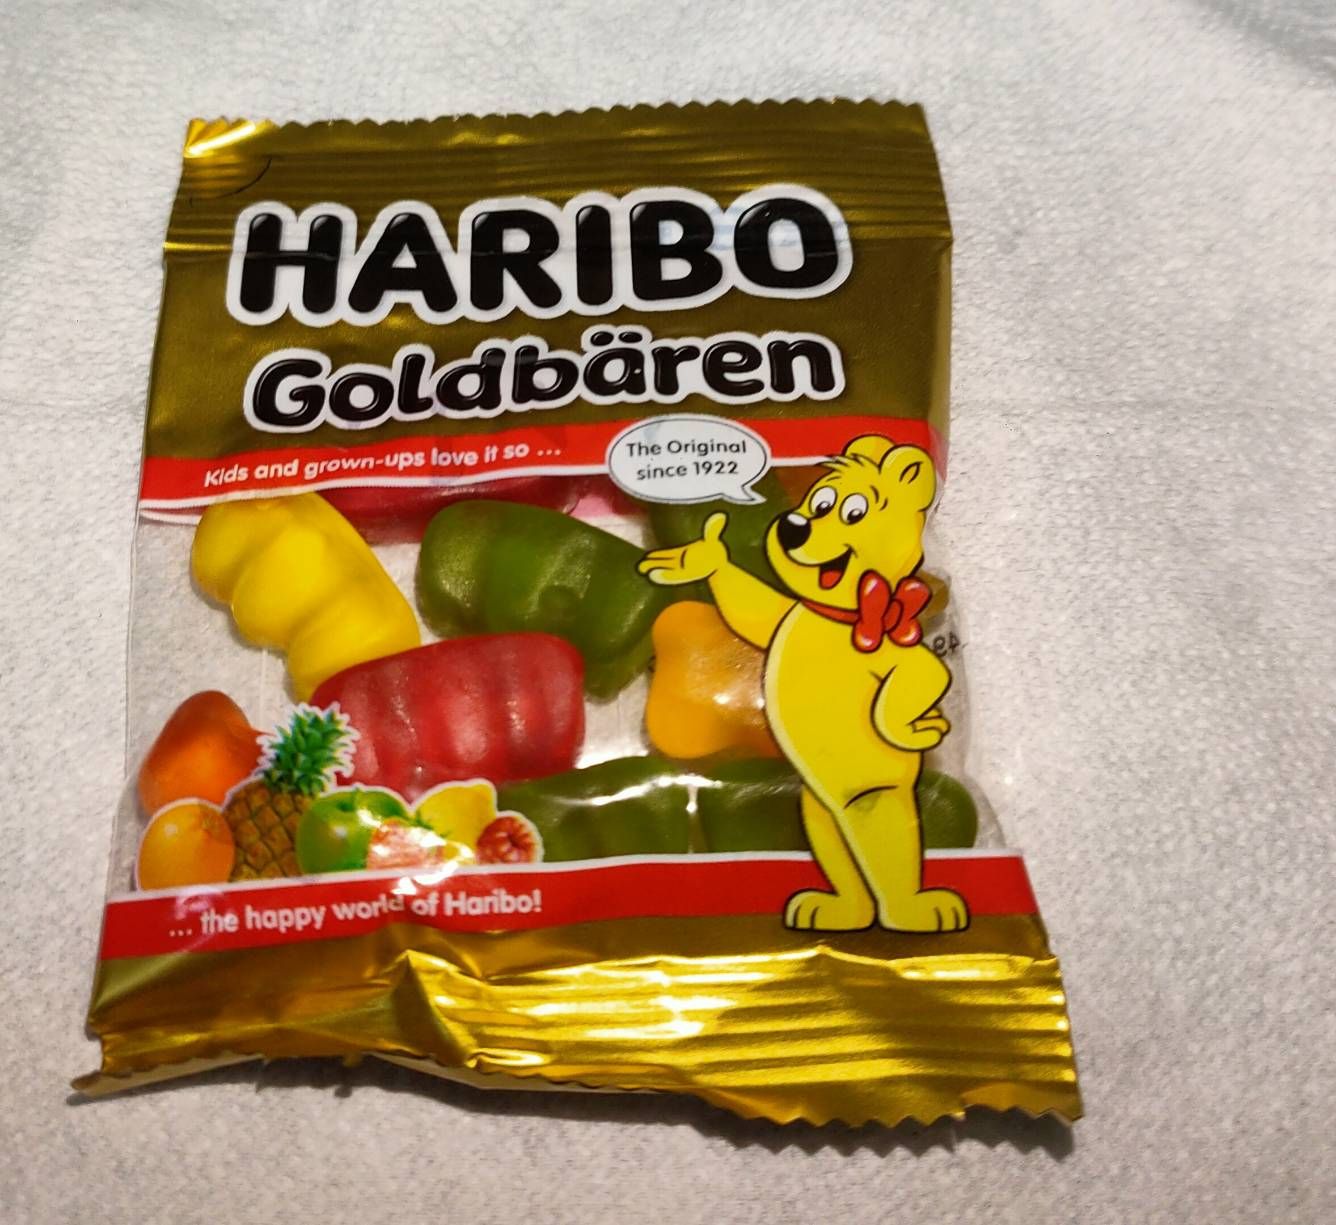 HARIBO
Goldbären
Kids and grown-ups love it so ...
The Original
since 1922
... the happy world of Haribo!